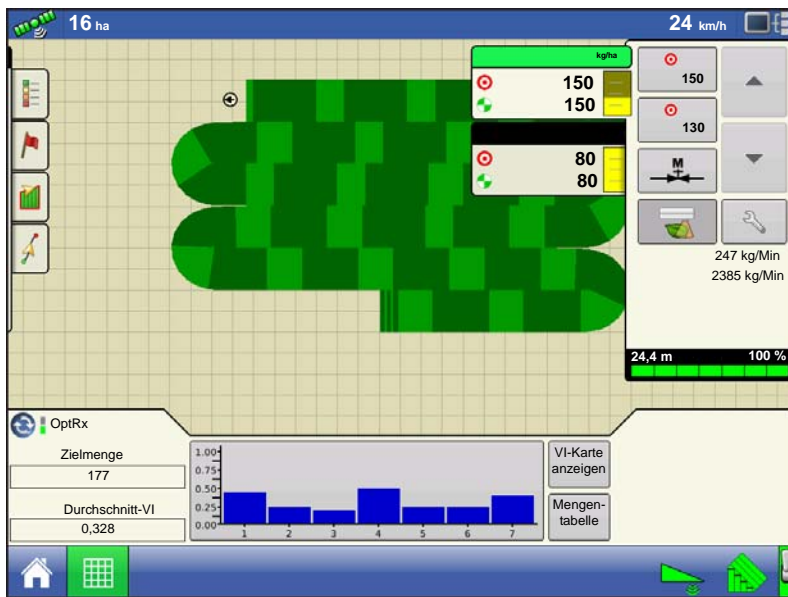 16 ha
24 km/h
kg/ha
150
150
80
80
150
130
M
247 kg/Min
2385 kg/Min
24,4 m 100 %
OptRx
Zielmenge
177
Durchschnitt-VI
0,328
1.00
0.75
0.50
0.25
0.00
1 2 3 4 5 6 7
VI-Karte
anzeigen
Mengen-
tabelle